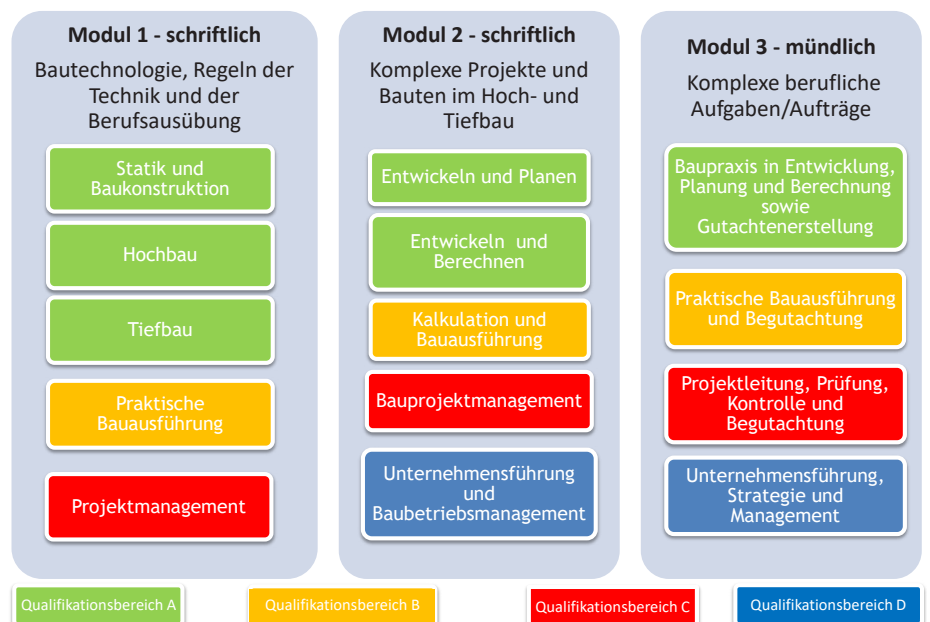 Modul 1 - schriftlich
Bautechnologie, Regeln der
Technik und der
Berufsausübung
Statik und
Baukonstruktion
Hochbau
Tiefbau
Praktische
Bauausführung
Projektmanagement
Modul 2 - schriftlich
Komplexe Projekte und
Bauten im Hoch- und
Tiefbau
Entwickeln und Planen
Entwickeln und
Berechnen
Kalkulation und
Bauausführung
Bauprojektmanagement
Unternehmensführung
und
Baubetriebsmanagement
Modul 3 - mündlich
Komplexe berufliche
Aufgaben/Aufträge
Baupraxis in Entwicklung,
Planung und Berechnung
sowie
Gutachtenerstellung
Praktische Bauausführung
und Begutachtung
Projektleitung, Prüfung,
Kontrolle und
Begutachtung
Unternehmensführung,
Strategie und
Management
Qualifikationsbereich A
Qualifikationsbereich B
Qualifikationsbereich C
Qualifikationsbereich D